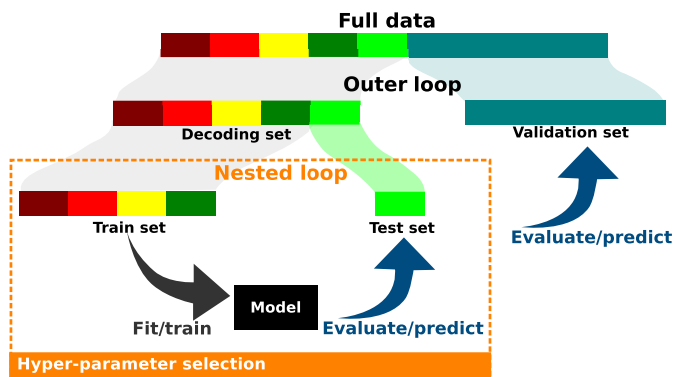 Full data
Outer loop
Decoding set
Validation set
Nested loop
Train set
Test set
Evaluate/predict
Model
Fit/train
Evaluate/predict
Hyper-parameter selection